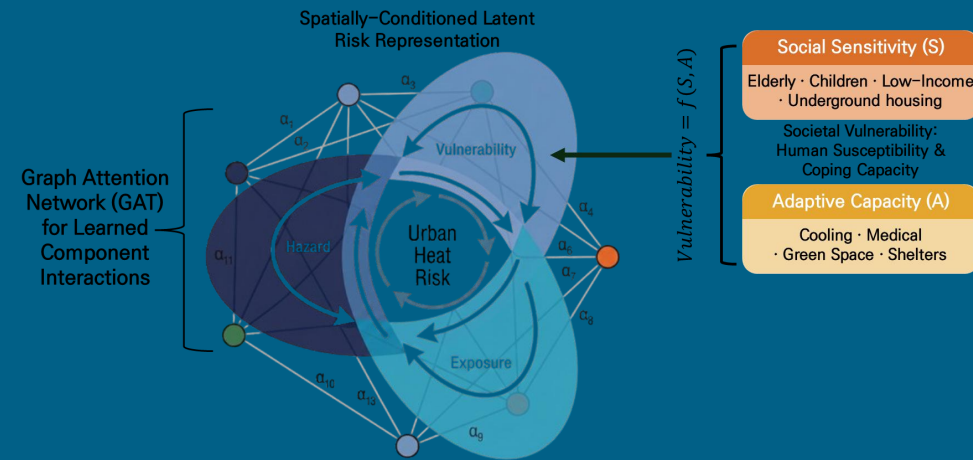 Spatially-Conditioned Latent
Risk Representation
Graph Attention
Network (GAT)
for Learned
Component
Interactions
α₁
α₂
α₃
α₄
α₆
α₇
α₈
α₉
α₁₀
α₁₁
α₁₃
Vulnerability
Hazard
Urban
Heat
Risk
Exposure
Vulnerability = f(S, A)
Social Sensitivity (S)
Elderly · Children · Low-Income
· Underground housing
Societal Vulnerability:
Human Susceptibility &
Coping Capacity
Adaptive Capacity (A)
Cooling · Medical
· Green Space · Shelters